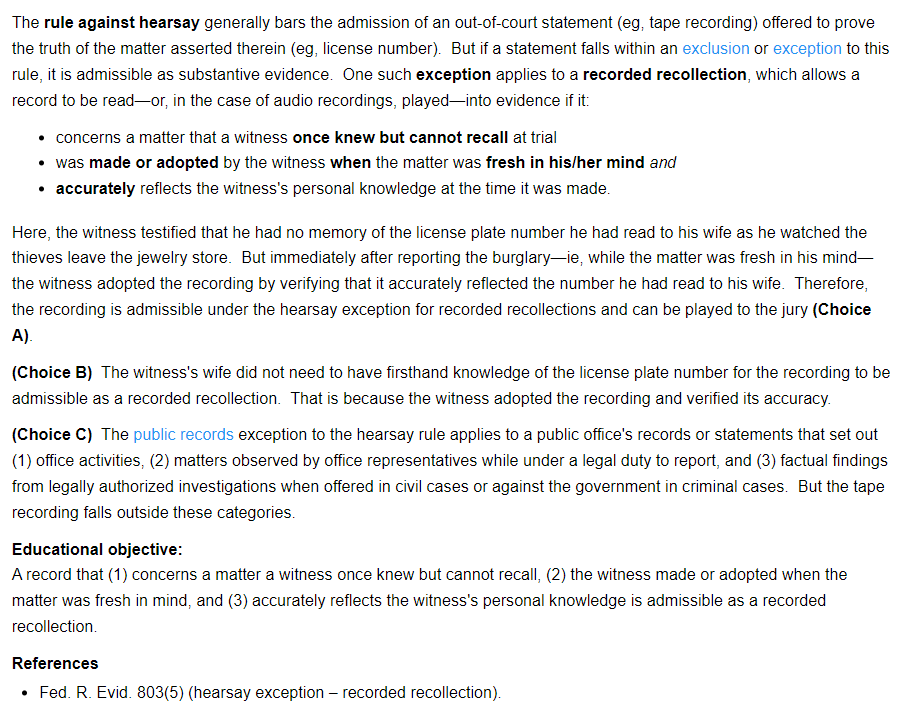 The rule against hearsay generally bars the admission of an out-of-court statement (eg, tape recording) offered to prove
the truth of the matter asserted therein (eg, license number).  But if a statement falls within an exclusion or exception to this
rule, it is admissible as substantive evidence.  One such exception applies to a recorded recollection, which allows a
record to be read—or, in the case of audio recordings, played—into evidence if it:
• concerns a matter that a witness once knew but cannot recall at trial
• was made or adopted by the witness when the matter was fresh in his/her mind and
• accurately reflects the witness's personal knowledge at the time it was made.
Here, the witness testified that he had no memory of the license plate number he had read to his wife as he watched the
thieves leave the jewelry store.  But immediately after reporting the burglary—ie, while the matter was fresh in his mind—
the witness adopted the recording by verifying that it accurately reflected the number he had read to his wife.  Therefore,
the recording is admissible under the hearsay exception for recorded recollections and can be played to the jury (Choice
A).
(Choice B)  The witness's wife did not need to have firsthand knowledge of the license plate number for the recording to be
admissible as a recorded recollection.  That is because the witness adopted the recording and verified its accuracy.
(Choice C)  The public records exception to the hearsay rule applies to a public office's records or statements that set out
(1) office activities, (2) matters observed by office representatives while under a legal duty to report, and (3) factual findings
from legally authorized investigations when offered in civil cases or against the government in criminal cases.  But the tape
recording falls outside these categories.
Educational objective:
A record that (1) concerns a matter a witness once knew but cannot recall, (2) the witness made or adopted when the
matter was fresh in mind, and (3) accurately reflects the witness's personal knowledge is admissible as a recorded
recollection.
References
• Fed. R. Evid. 803(5) (hearsay exception – recorded recollection).